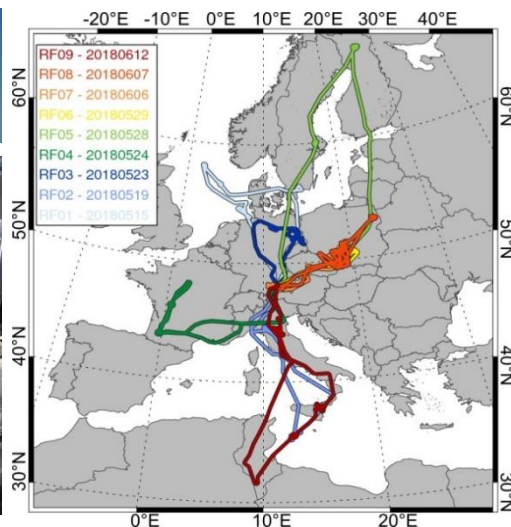 -20°E -10°E 0°E 10°E 20°E 30°E 40°E
RF09 - 20180612
RF08 - 20180607
RF07 - 20180606
RF06 - 20180529
RF05 - 20180528
RF04 - 20180524
RF03 - 20180523
RF02 - 20180519
RF01 - 20180515
60°N 60°N
50°N 50°N
40°N 40°N
30°N 30°N
0°E 10°E 20°E